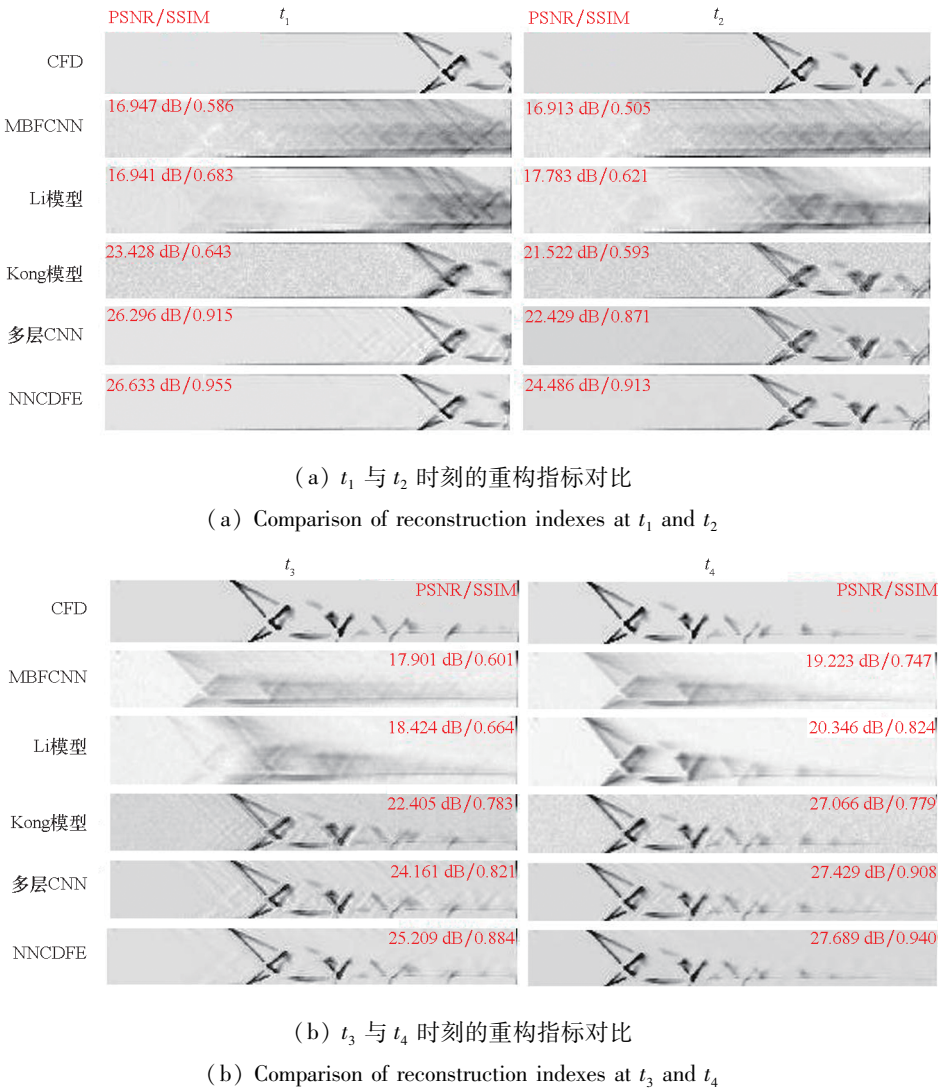 PSNR/SSIM t₁ PSNR/SSIM t₂
CFD
MBFCNN 16.947 dB/0.586 16.913 dB/0.505
Li模型 16.941 dB/0.683 17.783 dB/0.621
Kong模型 23.428 dB/0.643 21.522 dB/0.593
多层CNN 26.296 dB/0.915 22.429 dB/0.871
NNCDFE 26.633 dB/0.955 24.486 dB/0.913
(a) t₁ 与 t₂ 时刻的重构指标对比
(a) Comparison of reconstruction indexes at t₁ and t₂
t₃ t₄
CFD PSNR/SSIM PSNR/SSIM
MBFCNN 17.901 dB/0.601 19.223 dB/0.747
Li模型 18.424 dB/0.664 20.346 dB/0.824
Kong模型 22.405 dB/0.783 27.066 dB/0.779
多层CNN 24.161 dB/0.821 27.429 dB/0.908
NNCDFE 25.209 dB/0.884 27.689 dB/0.940
(b) t₃ 与 t₄ 时刻的重构指标对比
(b) Comparison of reconstruction indexes at t₃ and t₄